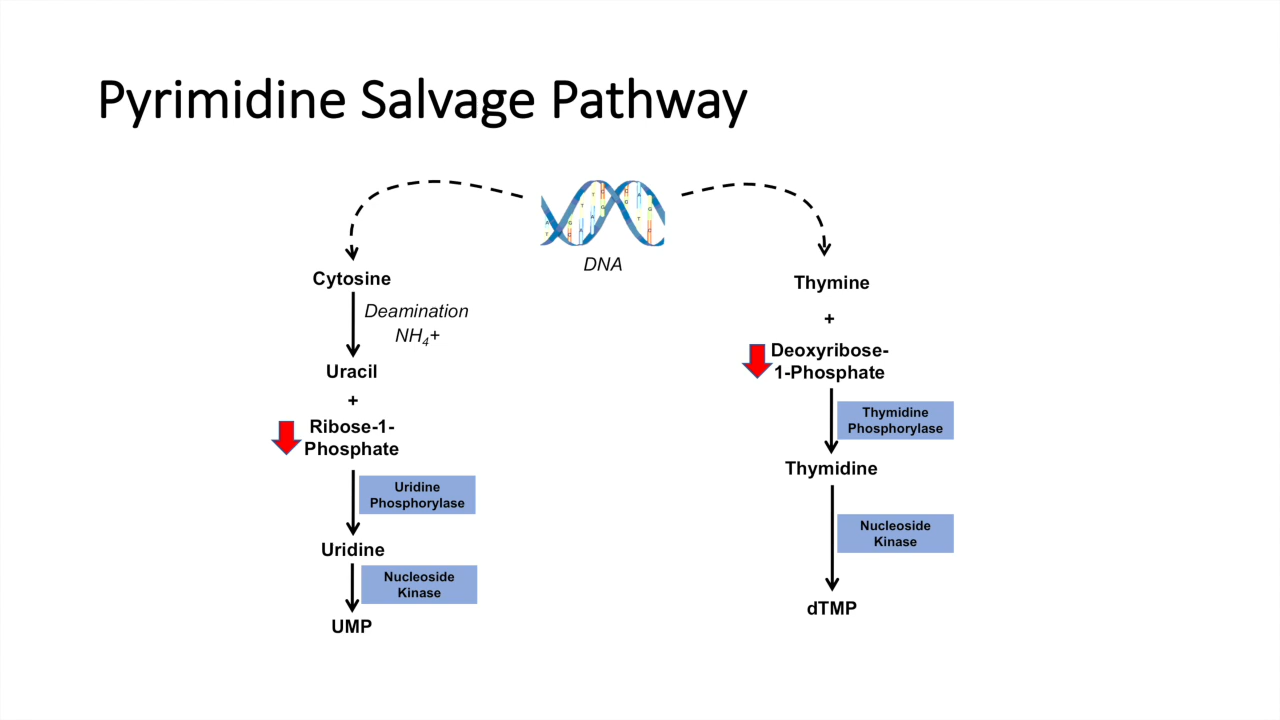 Pyrimidine Salvage Pathway
DNA
Cytosine
Deamination
NH4+
Uracil
+
Ribose-1-
Phosphate
Uridine
Phosphorylase
Uridine
Nucleoside
Kinase
UMP
Thymine
+
Deoxyribose-
1-Phosphate
Thymidine
Phosphorylase
Thymidine
Nucleoside
Kinase
dTMP